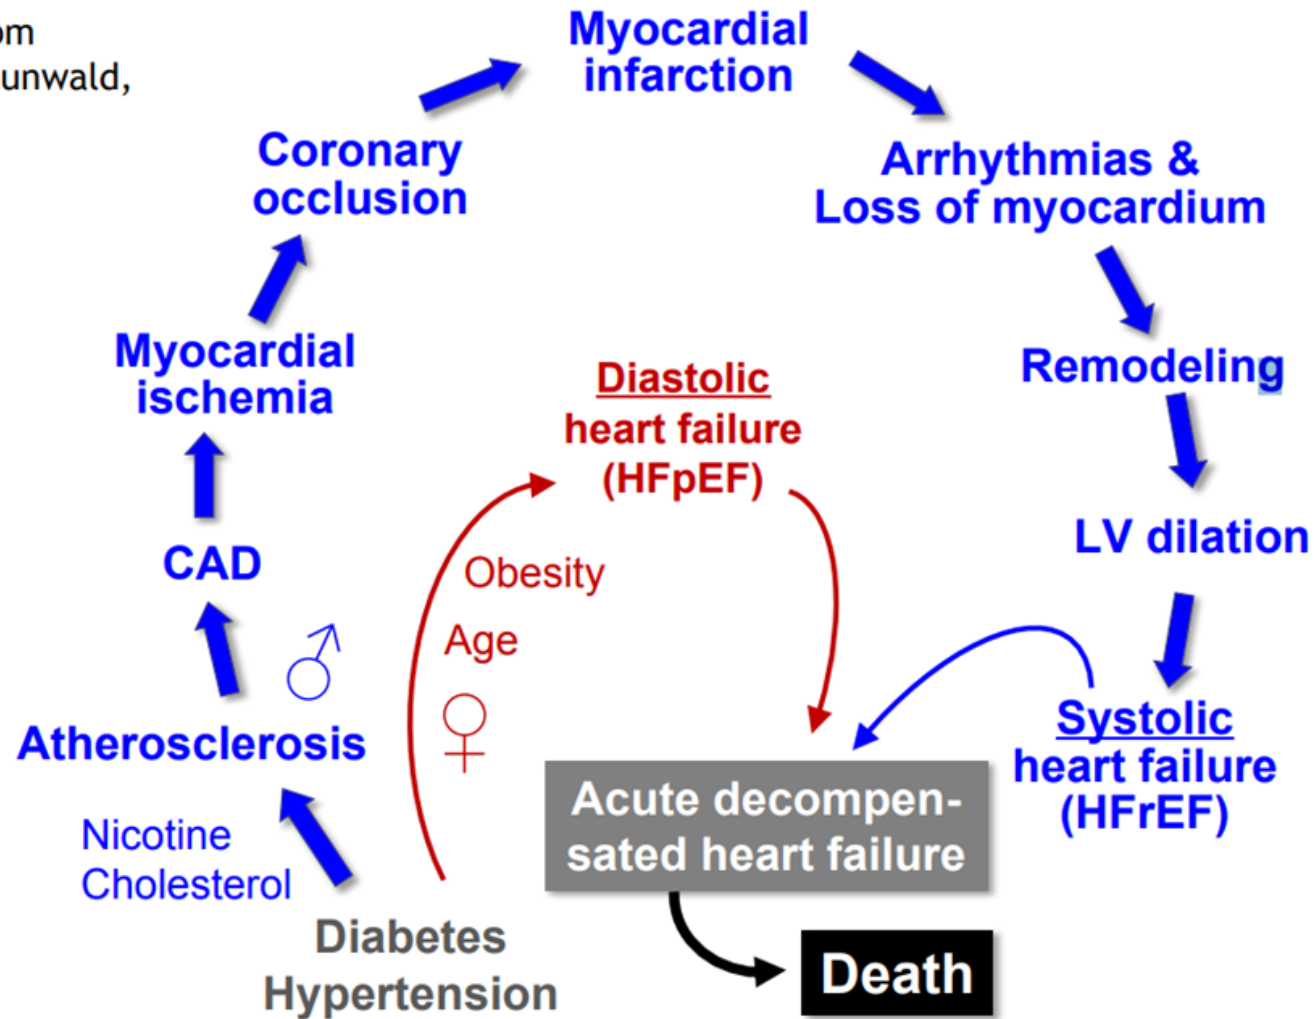 om
unwald,
Myocardial
infarction
Coronary
occlusion
Arrhythmias &
Loss of myocardium
Myocardial
ischemia
Remodeling
Diastolic
heart failure
(HFpEF)
LV dilation
CAD
Obesity
Age
♂
♀
Atherosclerosis
Systolic
heart failure
(HFrEF)
Nicotine
Cholesterol
Acute decompen-
sated heart failure
Diabetes
Hypertension
Death